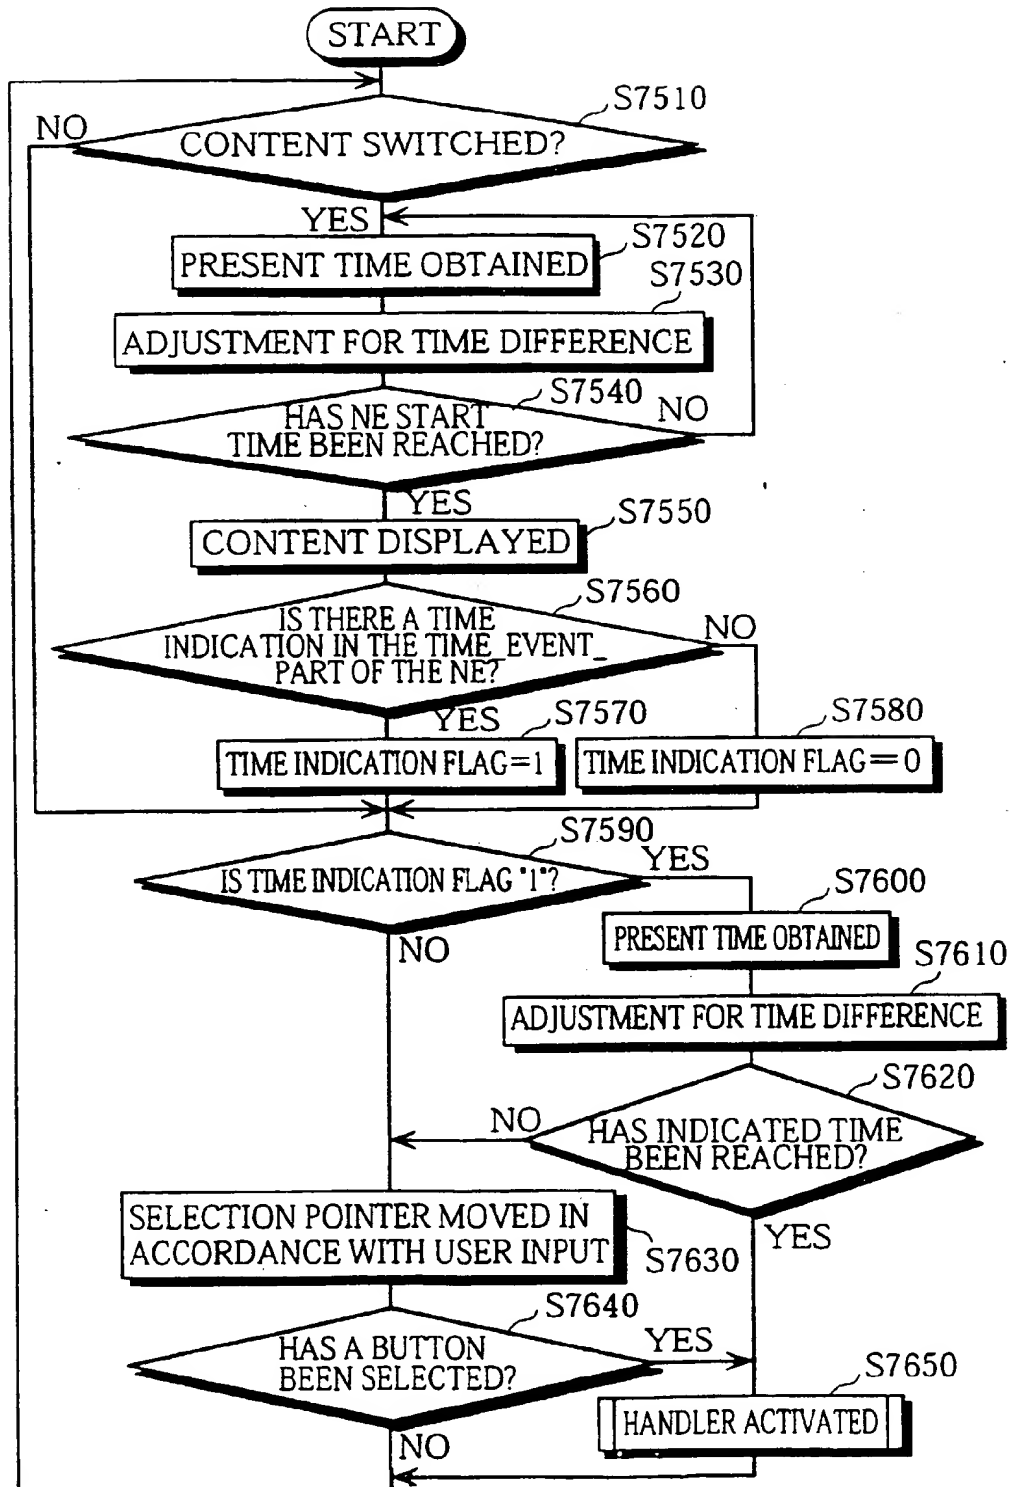 START
S7510
NO
CONTENT SWITCHED?
YES
S7520
PRESENT TIME OBTAINED
S7530
ADJUSTMENT FOR TIME DIFFERENCE
S7540
HAS NE START
TIME BEEN REACHED?
NO
YES
S7550
CONTENT DISPLAYED
S7560
IS THERE A TIME
INDICATION IN THE TIME_EVENT_
PART OF THE NE?
NO
YES
S7570
S7580
TIME INDICATION FLAG=1
TIME INDICATION FLAG=0
S7590
IS TIME INDICATION FLAG "1"?
YES
NO
S7600
PRESENT TIME OBTAINED
S7610
ADJUSTMENT FOR TIME DIFFERENCE
S7620
NO
HAS INDICATED TIME
BEEN REACHED?
YES
SELECTION POINTER MOVED IN
ACCORDANCE WITH USER INPUT
S7630
S7640
HAS A BUTTON
BEEN SELECTED?
YES
NO
S7650
HANDLER ACTIVATED